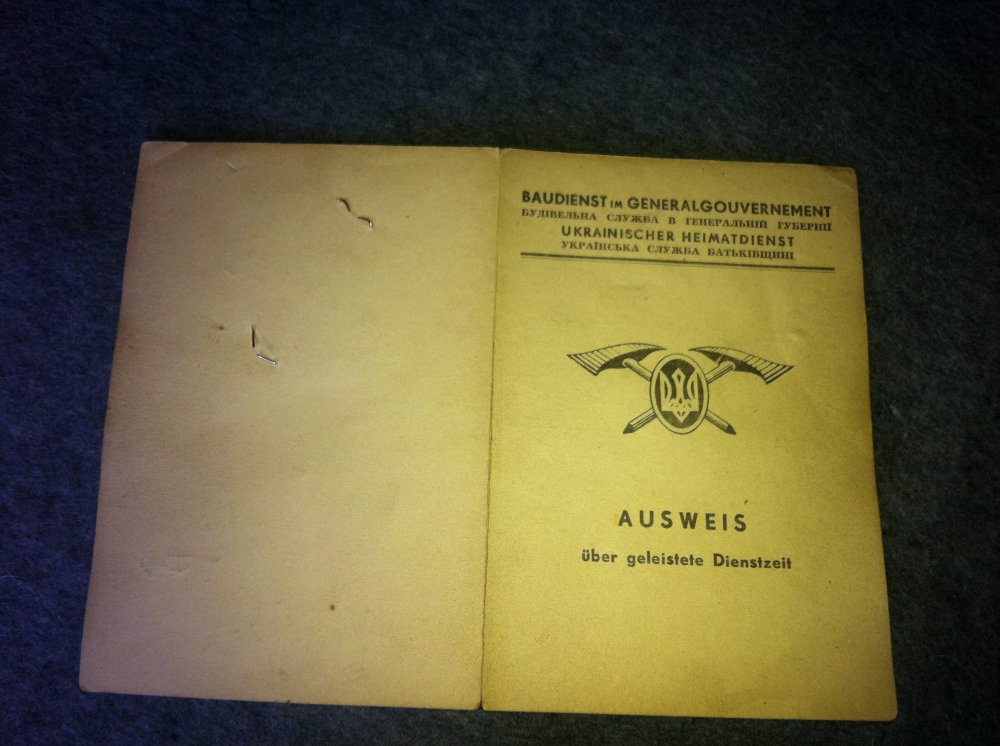 BAUDIENST IM GENERALGOUVERNEMENT
БУДІВЕЛЬНА СЛУЖБА В ГЕНЕРАЛЬНІЙ ГУБЕРНІЇ
UKRAINISCHER HEIMATDIENST
УКРАЇНСЬКА СЛУЖБА БАТЬКІВЩИНІ
AUSWEIS
über geleistete Dienstzeit